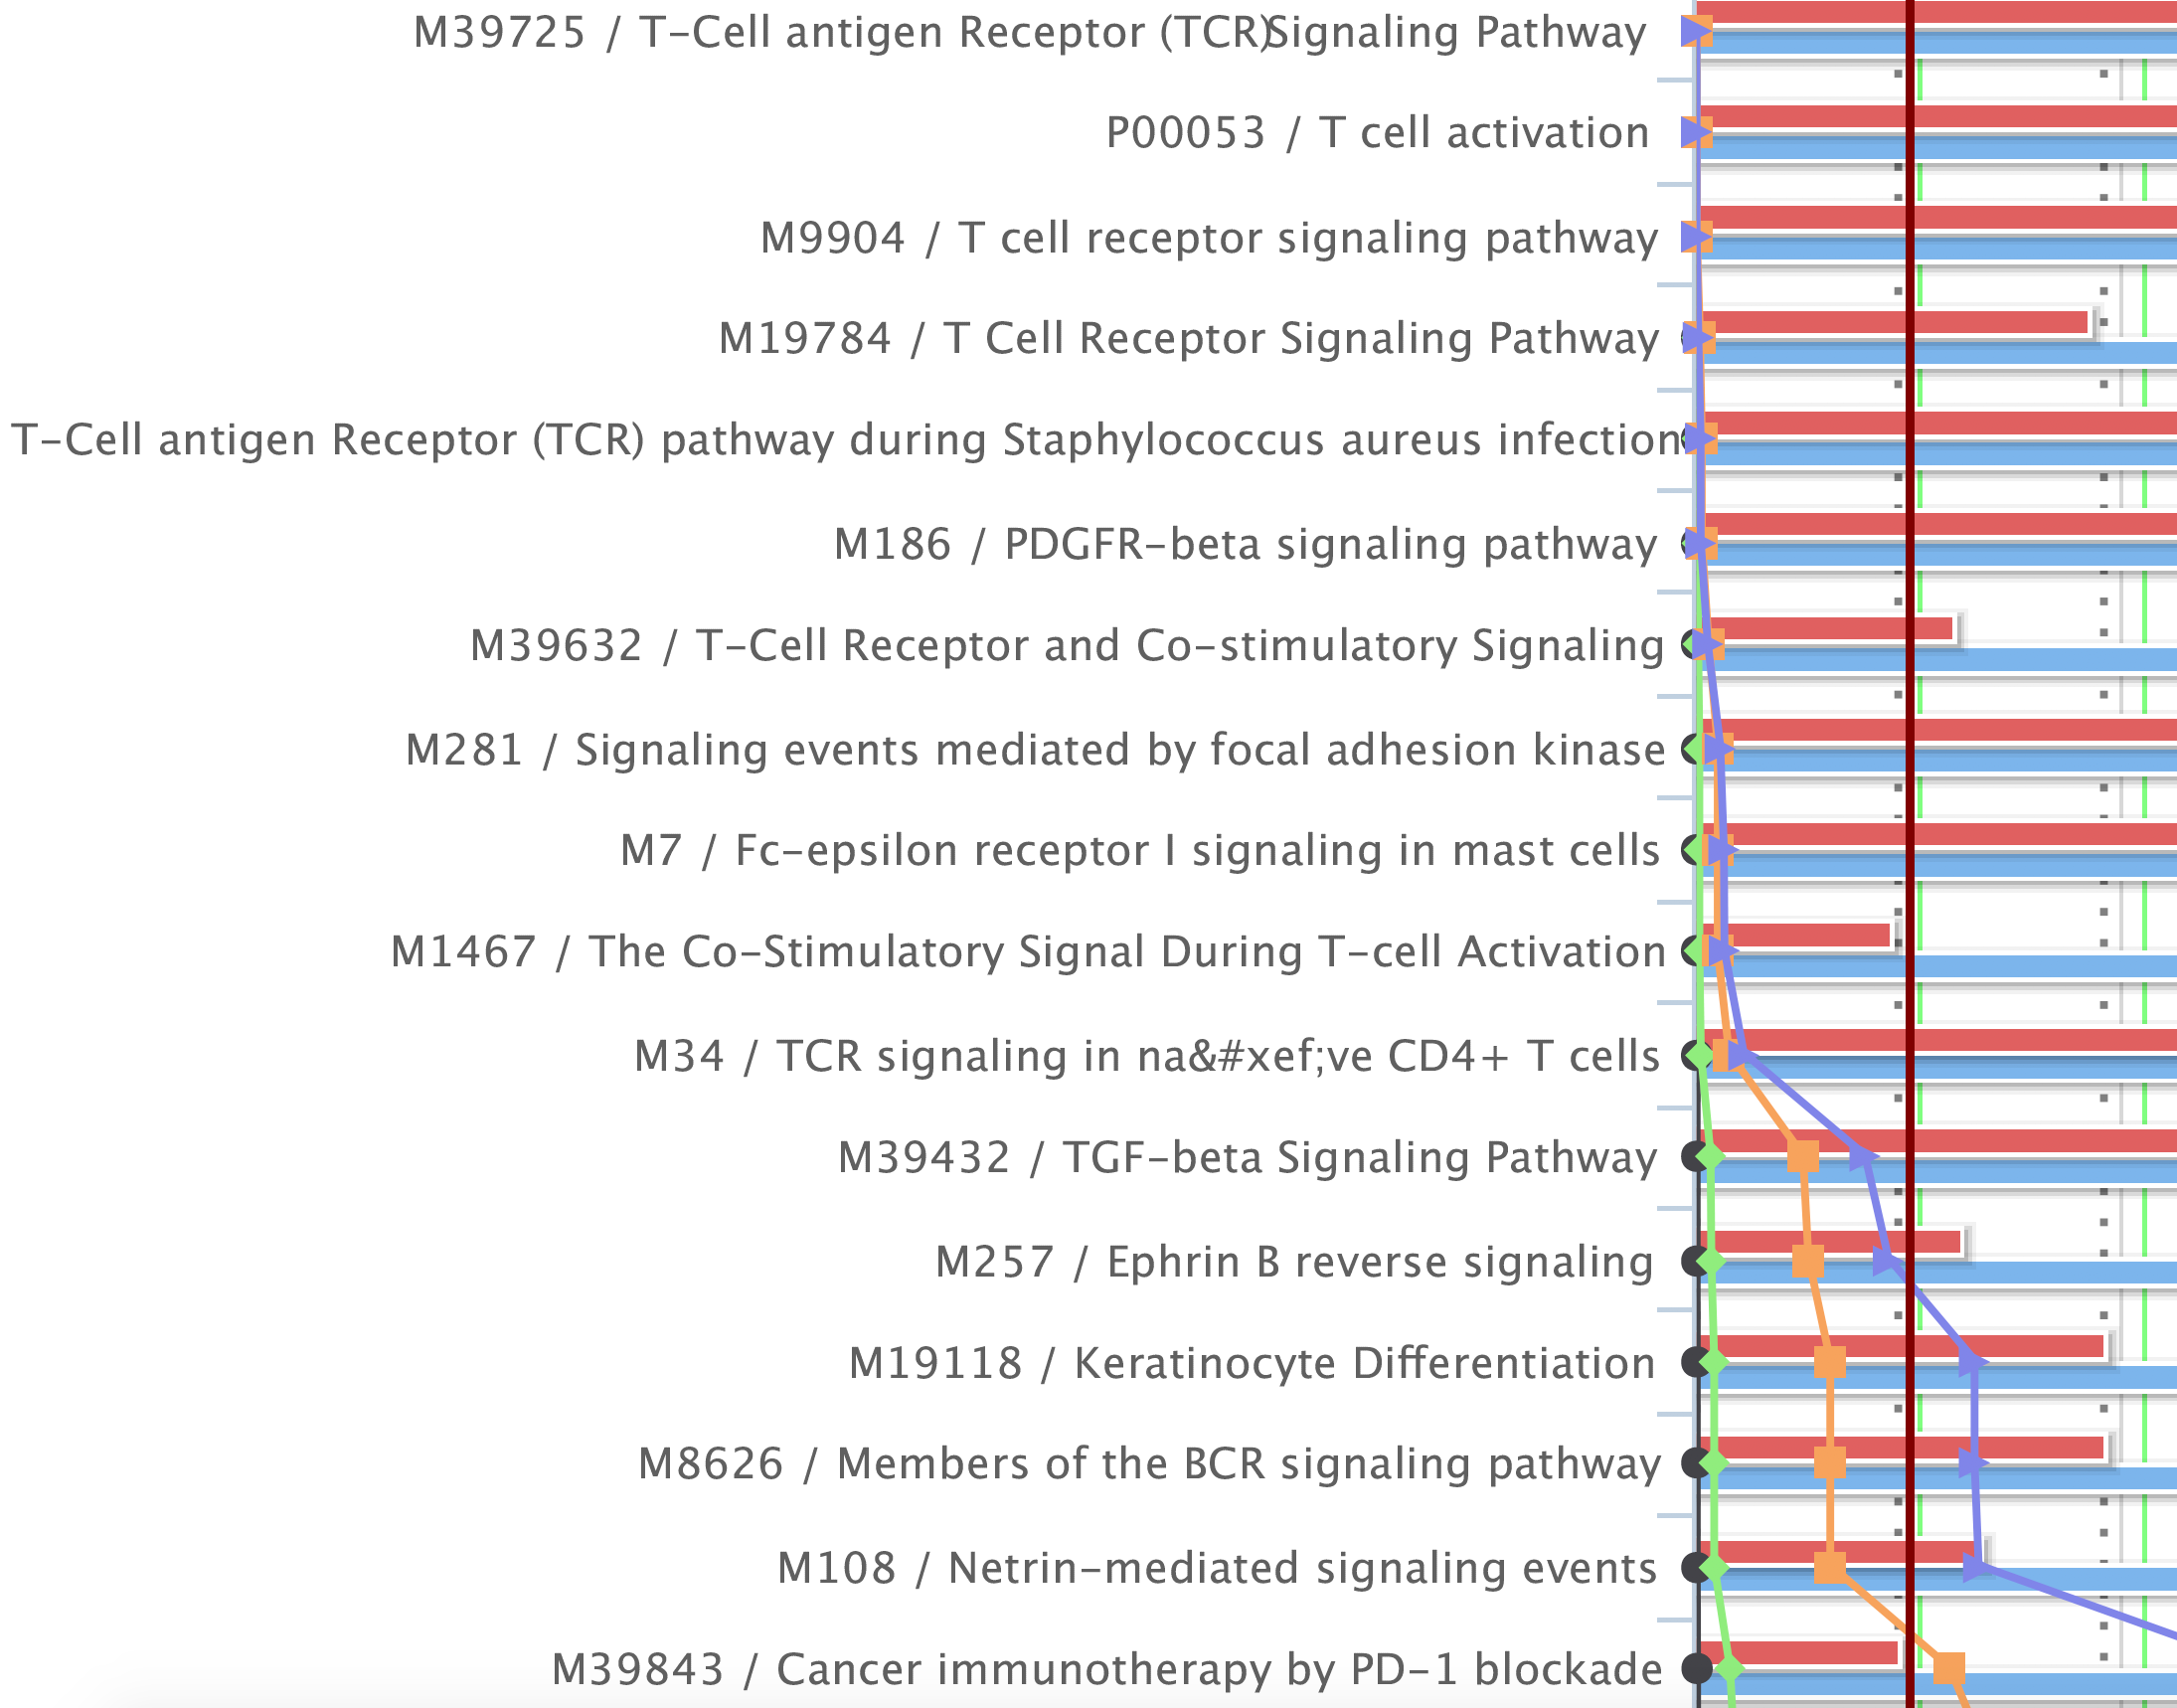 M39725 / T-Cell antigen Receptor (TCR)Signaling Pathway
P00053 / T cell activation
M9904 / T cell receptor signaling pathway
M19784 / T Cell Receptor Signaling Pathway
T-Cell antigen Receptor (TCR) pathway during Staphylococcus aureus infection
M186 / PDGFR-beta signaling pathway
M39632 / T-Cell Receptor and Co-stimulatory Signaling
M281 / Signaling events mediated by focal adhesion kinase
M7 / Fc-epsilon receptor I signaling in mast cells
M1467 / The Co-Stimulatory Signal During T-cell Activation
M34 / TCR signaling in na&#xef;ve CD4+ T cells
M39432 / TGF-beta Signaling Pathway
M257 / Ephrin B reverse signaling
M19118 / Keratinocyte Differentiation
M8626 / Members of the BCR signaling pathway
M108 / Netrin-mediated signaling events
M39843 / Cancer immunotherapy by PD-1 blockade